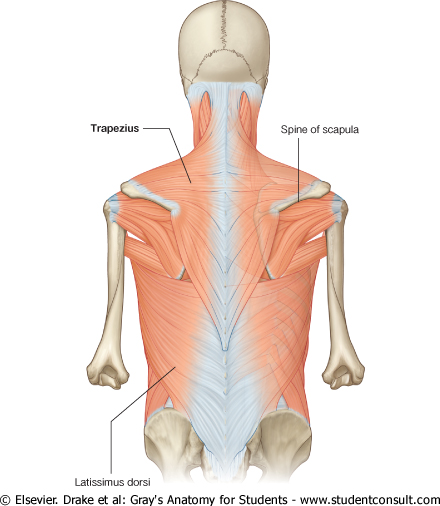 Trapezius
Spine of scapula
Latissimus dorsi
© Elsevier. Drake et al: Gray's Anatomy for Students - www.studentconsult.com